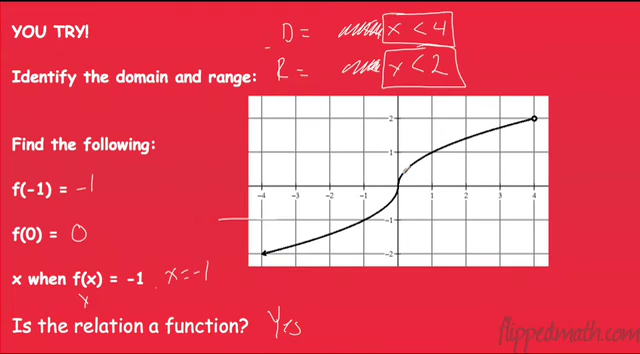 YOU TRY!
D = x < 4
Identify the domain and range:
R = y < 2
Find the following:
f(-1) = -1
f(0) = 0
x when f(x) = -1 x = -1
y
Is the relation a function? Yes
2
1
-4 -3 -2 -1 0 1 2 3 4
-1
-2
flippedmath.com